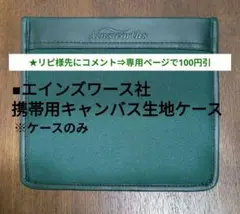 Ainsworths
★リピ様先にコメント⇒専用ページで100円引
■エインズワース社
携帯用キャンバス生地ケース
※ケースのみ